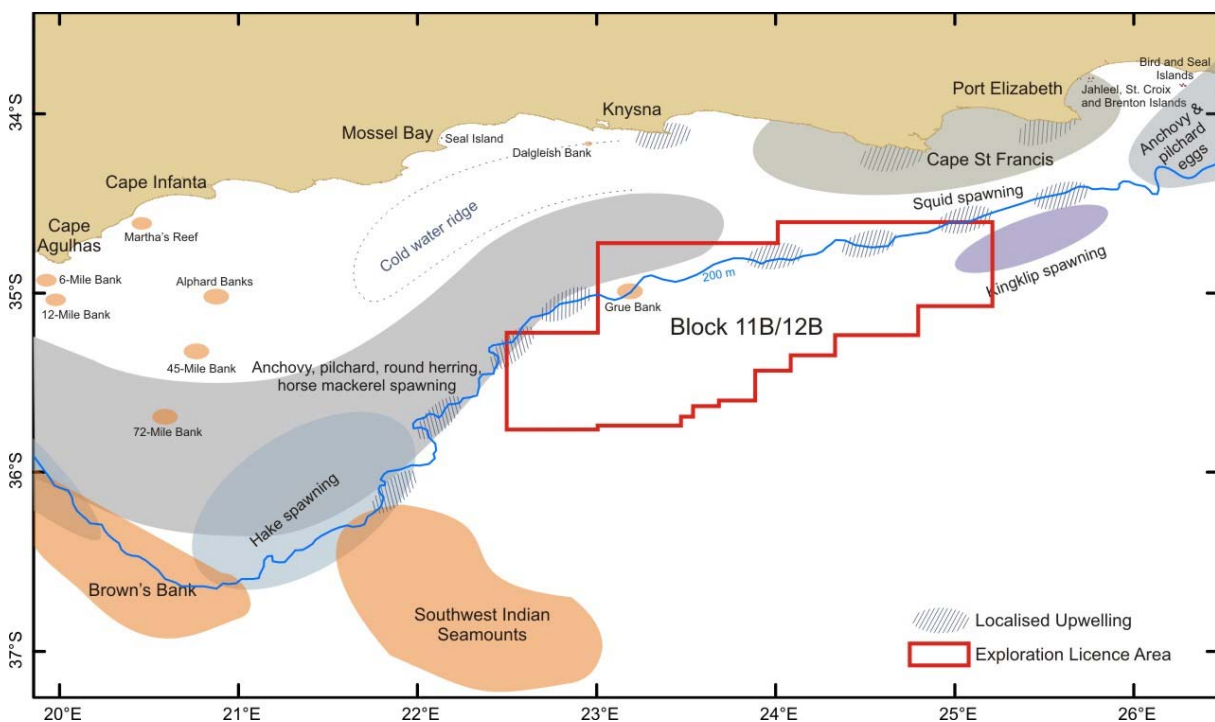 Bird and Seal
Islands
Port Elizabeth
Jahleel, St. Croix
and Brenton Islands
34°S
Knysna
Mossel Bay
Seal Island
Dalgleish Bank
Cape St Francis
Anchovy &
pilchard
eggs
Cape Infanta
Squid spawning
Cape
Agulhas
Martha's Reef
Cold water ridge
6-Mile Bank
Alphard Banks
12-Mile Bank
35°S
200 m
Kingklip spawning
Grue Bank
Block 11B/12B
45-Mile Bank
Anchovy, pilchard, round herring,
horse mackerel spawning
72-Mile Bank
36°S
Hake spawning
Brown's Bank
Southwest Indian
Seamounts
Localised Upwelling
37°S
Exploration Licence Area
20°E
21°E
22°E
23°E
24°E
25°E
26°E